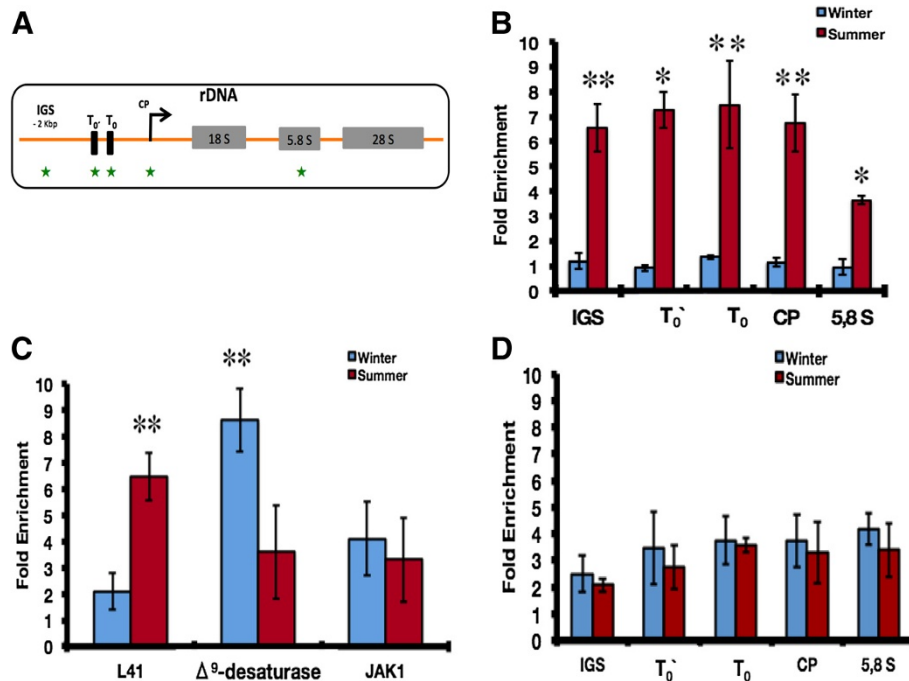 A
rDNA
IGS
- 2 Kbp
T0'
T0
CP
18 S
5.8 S
28 S
B
Winter
Summer
Fold Enrichment
10
9
8
7
6
5
4
3
2
1
0
**
*
**
**
*
IGS
T0`
T0
CP
5,8 S
C
Winter
Summer
Fold Enrichment
10
9
8
7
6
5
4
3
2
1
0
**
**
L41
Δ9-desaturase
JAK1
D
Winter
Summer
Fold Enrichment
10
9
8
7
6
5
4
3
2
1
0
IGS
T0`
T0
CP
5,8 S